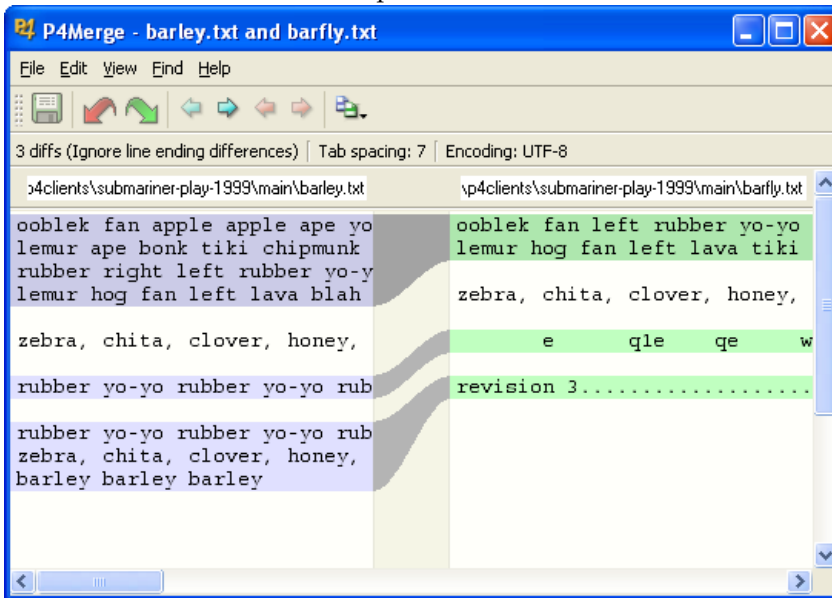 P4Merge - barley.txt and barfly.txt
File Edit View Find Help
3 diffs (Ignore line ending differences) Tab spacing: 7 Encoding: UTF-8
p4clients\submariner-play-1999\main\barley.txt
\p4clients\submariner-play-1999\main\barfly.txt
ooblek fan apple apple ape yo
lemur ape bonk tiki chipmunk
rubber right left rubber yo-y
lemur hog fan left lava blah
zebra, chita, clover, honey,
rubber yo-yo rubber yo-yo rub
rubber yo-yo rubber yo-yo rub
zebra, chita, clover, honey,
barley barley barley
ooblek fan left rubber yo-yo
lemur hog fan left lava tiki
zebra, chita, clover, honey,
e qle qe w
revision 3...................